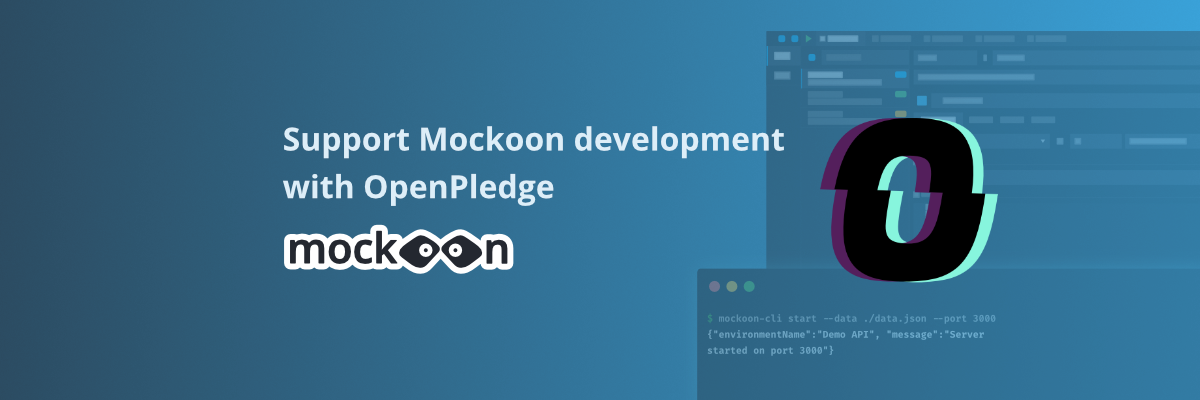 Support Mockoon development
with OpenPledge
mockoon
$ mockoon-cli start --data ./data.json --port 3000
{"environmentName":"Demo API", "message":"Server
started on port 3000"}